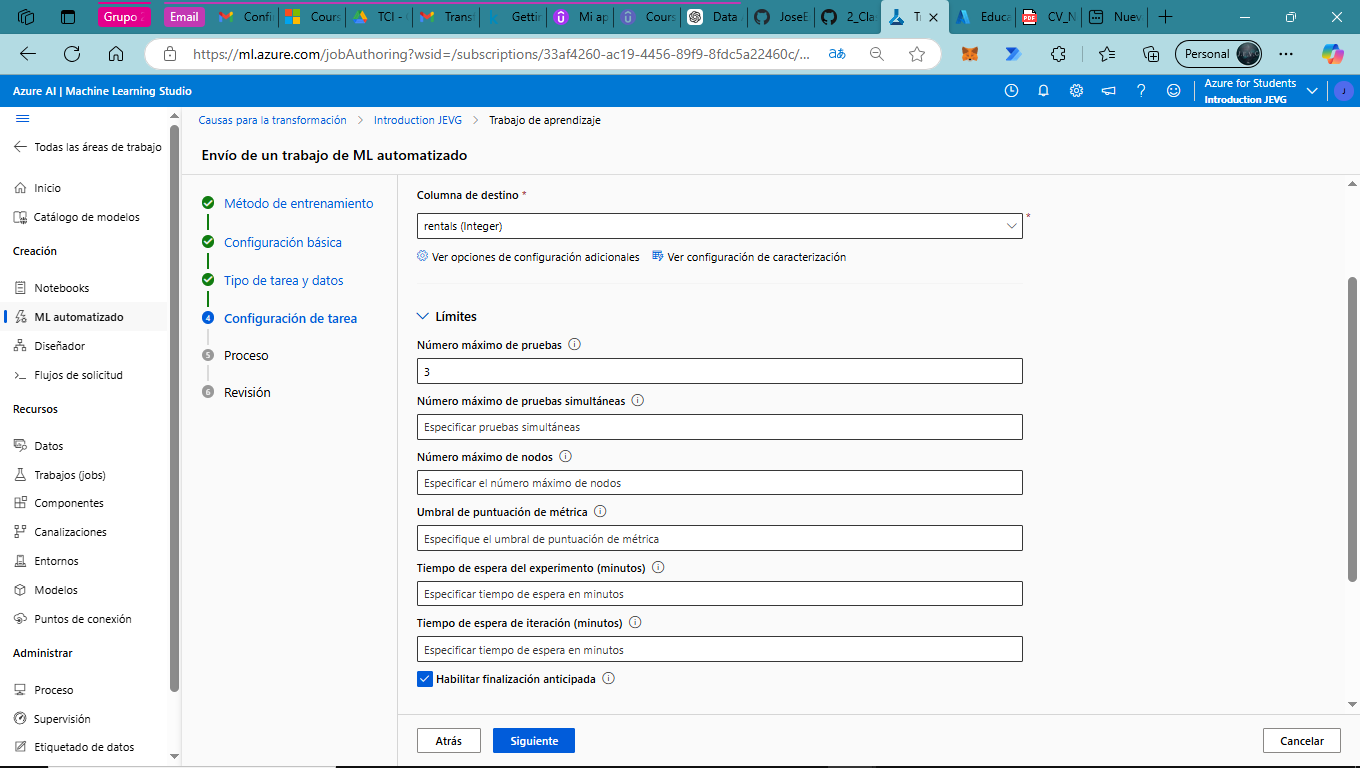 Grupo
Email
Confi
Cours
TCI -
Trans
Gettir
Mi ap
Cours
Data
JoseE
2_Cla
Educa
CV_N
Nuev
https://ml.azure.com/jobAuthoring?wsid=/subscriptions/33af4260-ac19-4456-89f9-8fdc5a22460c/...
Personal
Azure AI | Machine Learning Studio
Azure for Students
Introduction JEVG
J
Todas las áreas de trabajo
Inicio
Catálogo de modelos
Creación
Notebooks
ML automatizado
Diseñador
Flujos de solicitud
Recursos
Datos
Trabajos (jobs)
Componentes
Canalizaciones
Entornos
Modelos
Puntos de conexión
Administrar
Proceso
Supervisión
Etiquetado de datos
Causas para la transformación > Introduction JEVG > Trabajo de aprendizaje
Envío de un trabajo de ML automatizado
Método de entrenamiento
Configuración básica
Tipo de tarea y datos
4 Configuración de tarea
5 Proceso
6 Revisión
Columna de destino *
rentals (Integer) *
Ver opciones de configuración adicionales Ver configuración de caracterización
Límites
Número máximo de pruebas
3
Número máximo de pruebas simultáneas
Especificar pruebas simultáneas
Número máximo de nodos
Especificar el número máximo de nodos
Umbral de puntuación de métrica
Especifique el umbral de puntuación de métrica
Tiempo de espera del experimento (minutos)
Especificar tiempo de espera en minutos
Tiempo de espera de iteración (minutos)
Especificar tiempo de espera en minutos
Habilitar finalización anticipada
Atrás Siguiente Cancelar